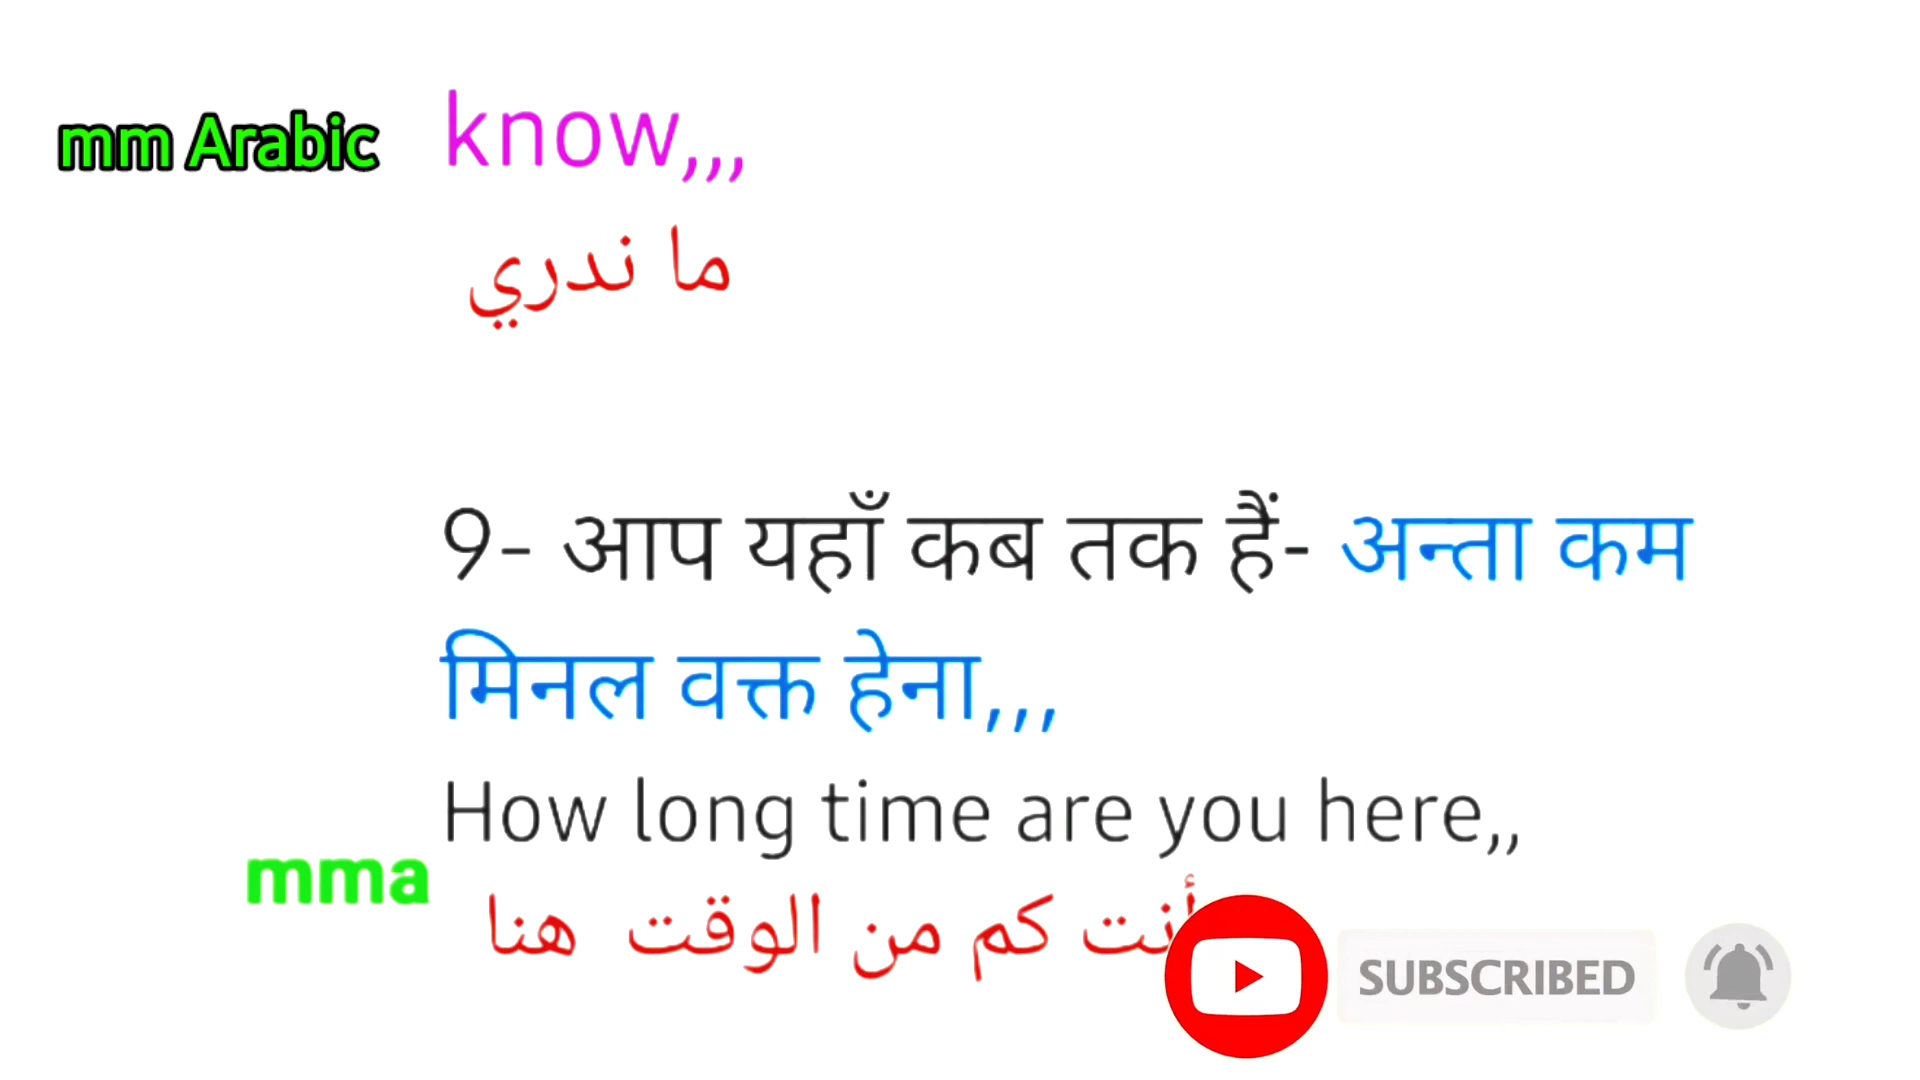 mm Arabic
know,,,
ما ندري
9- आप यहाँ कब तक हैं- अन्ता कम
मिनल वक्त हेना,,,
How long time are you here,,
mma
أنت كم من الوقت هنا
SUBSCRIBED